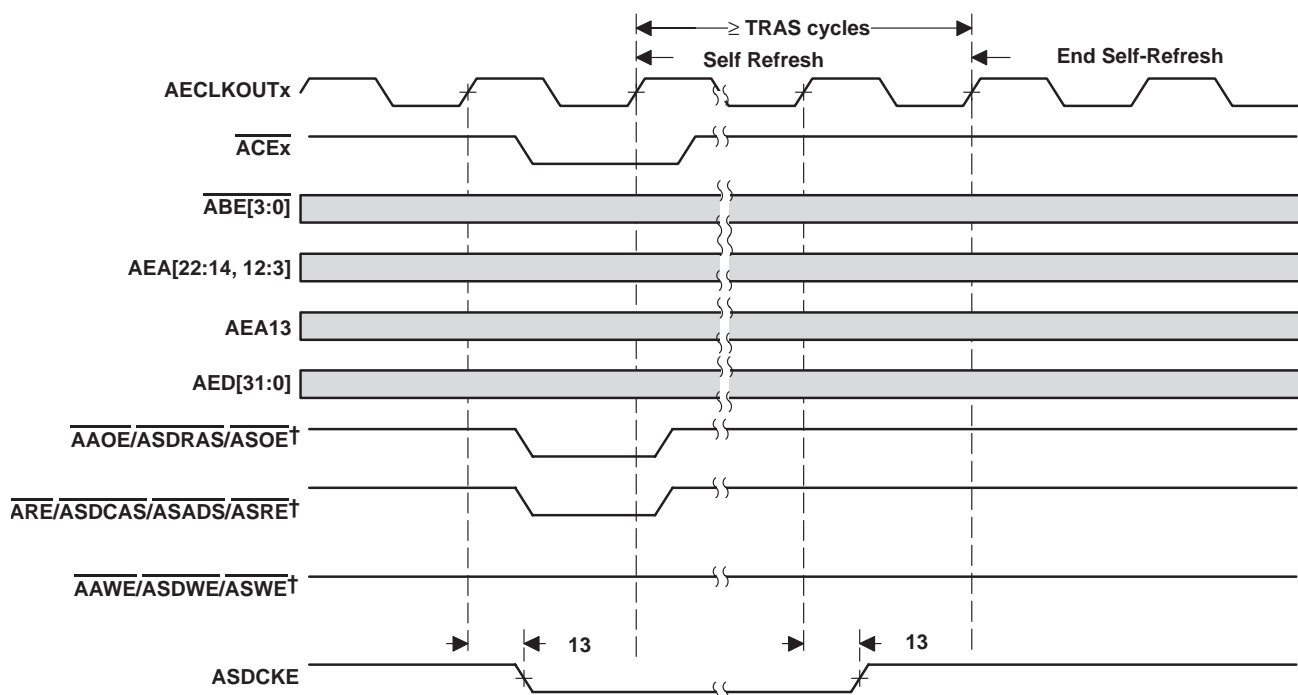 ≥ TRAS cycles
Self Refresh
End Self-Refresh
AECLKOUTx
ACEx
ABE[3:0]
AEA[22:14, 12:3]
AEA13
AED[31:0]
AAOE/ASDRAS/ASOE†
ARE/ASDCAS/ASADS/ASRE†
AAWE/ASDWE/ASWE†
13
13
ASDCKE